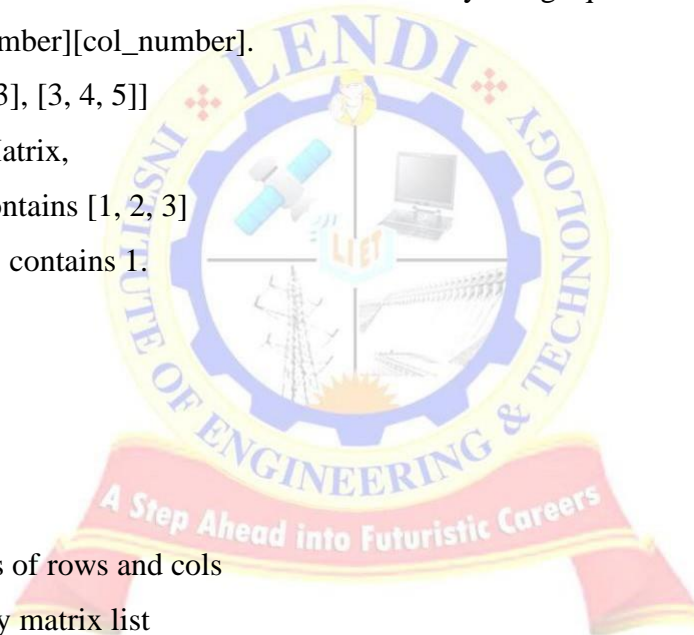 mber][col_number].
3], [3, 4, 5]]
atrix,
ontains [1, 2, 3]
contains 1.
LENDI
INSTITUTE OF ENGINEERING & TECHNOLOGY
LIET
A Step Ahead into Futuristic Careers
s of rows and cols
y matrix list